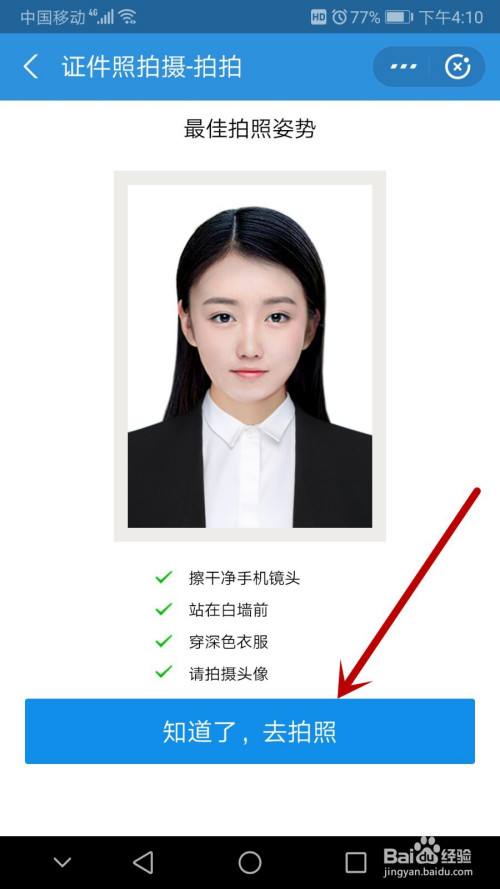 中国移动 4G HD 77% 下午4:10
证件照拍摄-拍拍
最佳拍照姿势
擦干净手机镜头
站在白墙前
穿深色衣服
请拍摄头像
知道了，去拍照
Baidu经验
jingyan.baidu.com